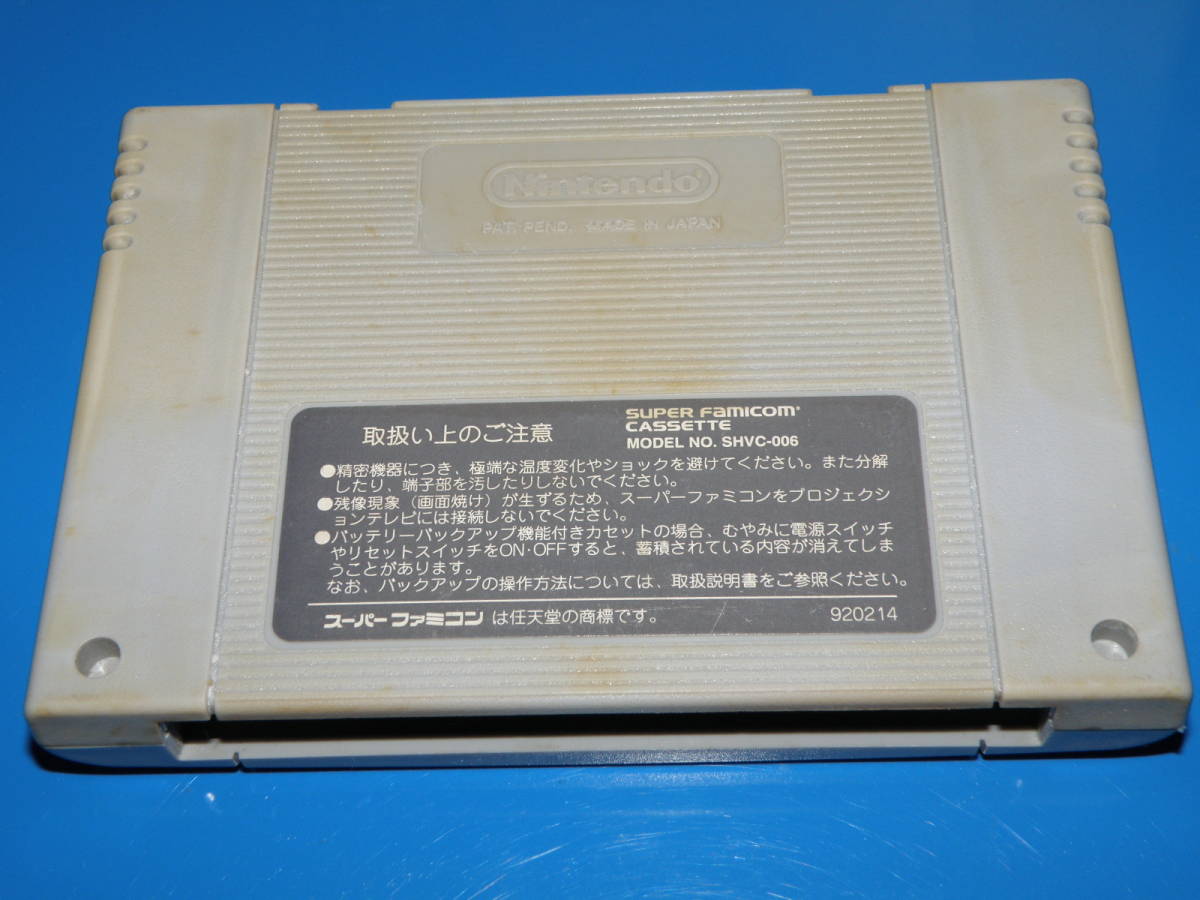 Nintendo®
PAT. PEND. MADE IN JAPAN
取扱い上のご注意
SUPER FAMICOM®
CASSETTE
MODEL NO. SHVC-006
●精密機器につき、極端な温度変化やショックを避けてください。また分解
したり、端子部を汚したりしないでください。
●残像現象（画面焼け）が生ずるため、スーパーファミコンをプロジェクシ
ョンテレビには接続しないでください。
●バッテリーバックアップ機能付きカセットの場合、むやみに電源スイッチ
やリセットスイッチをON・OFFすると、蓄積されている内容が消えてしま
うことがあります。
なお、バックアップの操作方法については、取扱説明書をご参照ください。
スーパーファミコン は任天堂の商標です。
920214